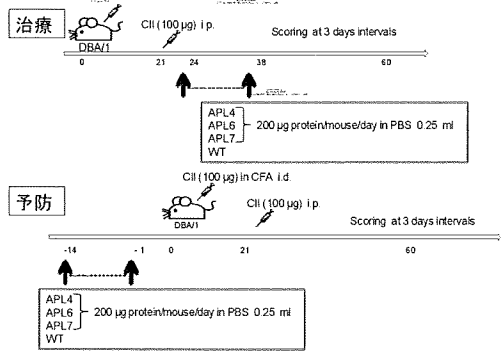 治療
CII (100 µg) i.p.
Scoring at 3 days intervals
DBA/1
0 21 24 38 60
APL4
APL6
APL7
WT
200 µg protein/mouse/day in PBS 0.25 ml
CII (100 µg) in CFA i.d.
予防
CII (100 µg) i.p.
DBA/1
Scoring at 3 days intervals
-14 -1 0 21 60
APL4
APL6
APL7
WT
200 µg protein/mouse/day in PBS 0.25 ml